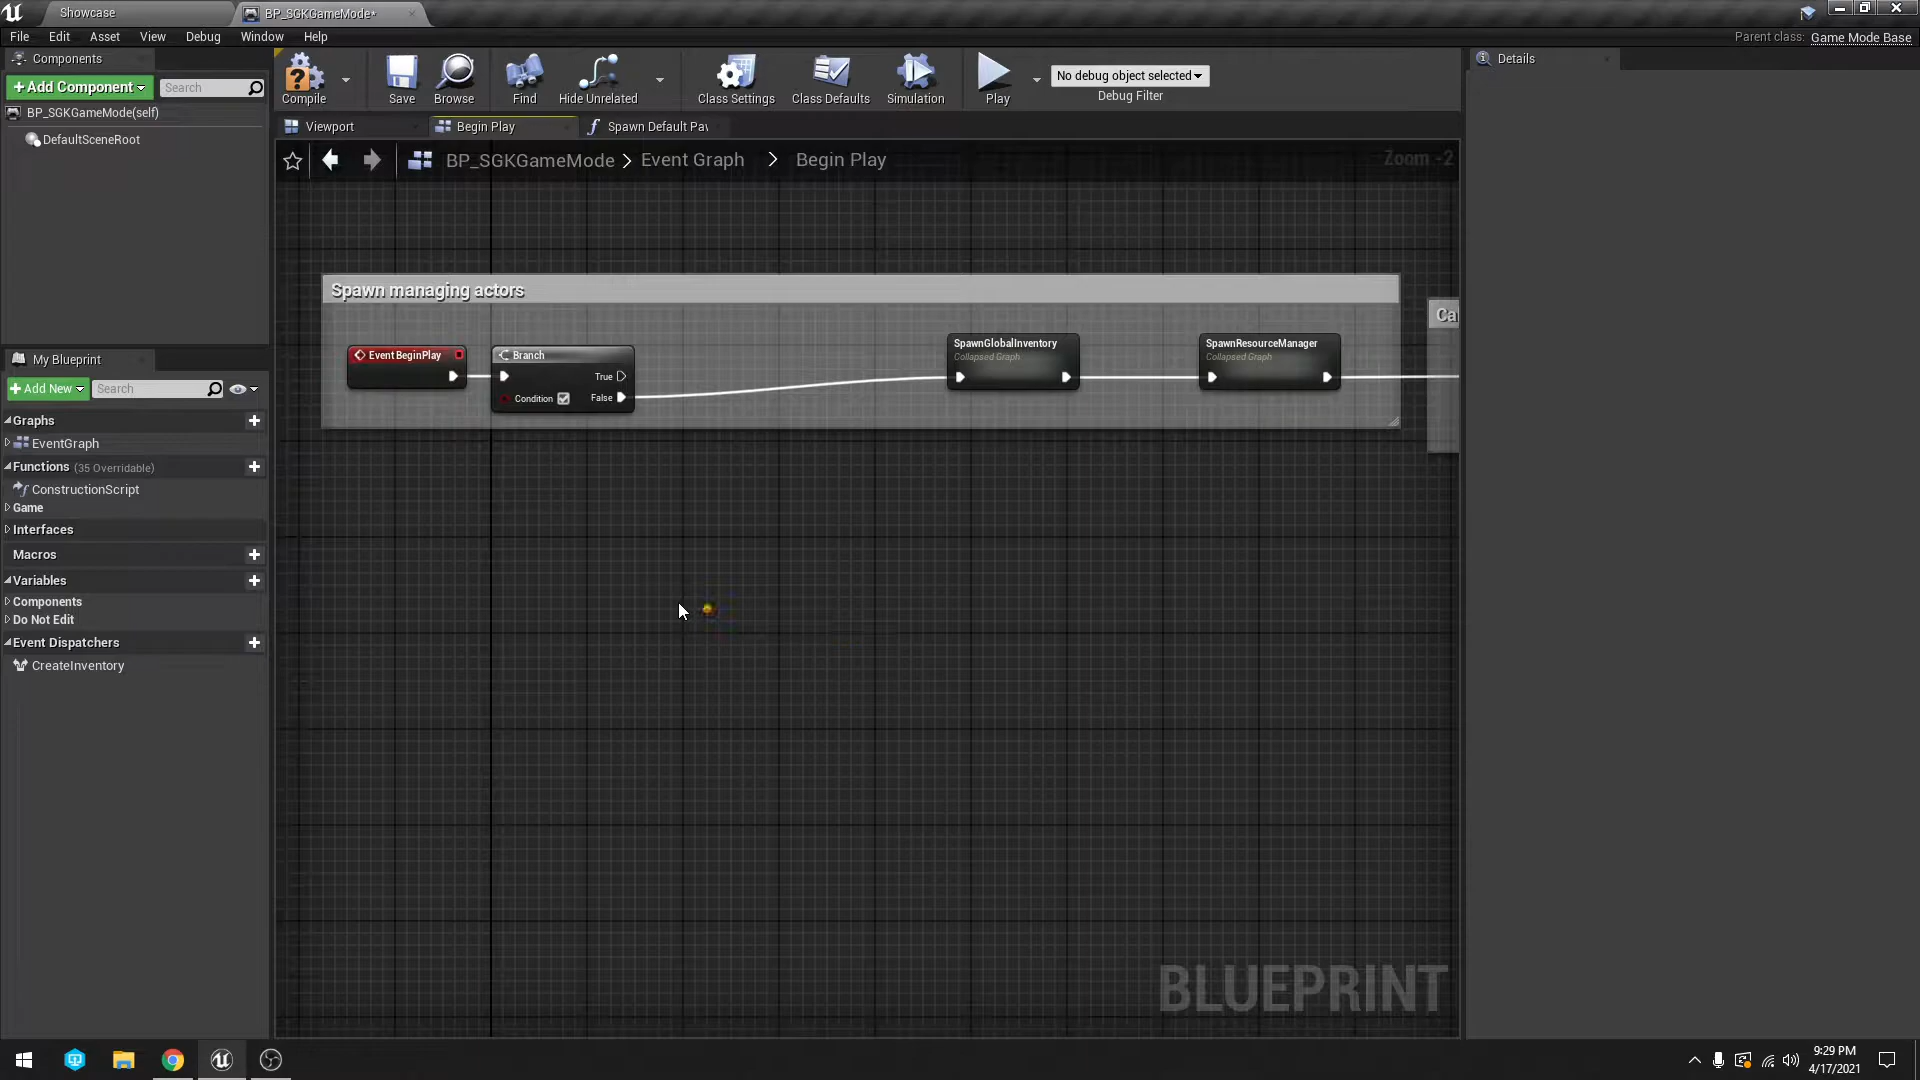 Showcase
BP_SGKGameMode*
File Edit Asset View Debug Window Help
Parent class: Game Mode Base
Components
Add Component
Search
BP_SGKGameMode(self)
DefaultSceneRoot
My Blueprint
Add New
Search
Graphs
EventGraph
Functions (35 Overridable)
ConstructionScript
Game
Interfaces
Macros
Variables
Components
Do Not Edit
Event Dispatchers
CreateInventory
Compile
Save
Browse
Find
Hide Unrelated
Class Settings
Class Defaults
Simulation
Play
No debug object selected
Debug Filter
Viewport
Begin Play
Spawn Default Pav
BP_SGKGameMode > Event Graph > Begin Play
Zoom -2
Spawn managing actors
Event BeginPlay
Branch
True
Condition
False
SpawnGlobalInventory
Collapsed Graph
SpawnResourceManager
Collapsed Graph
BLUEPRINT
Details
9:29 PM
4/17/2021